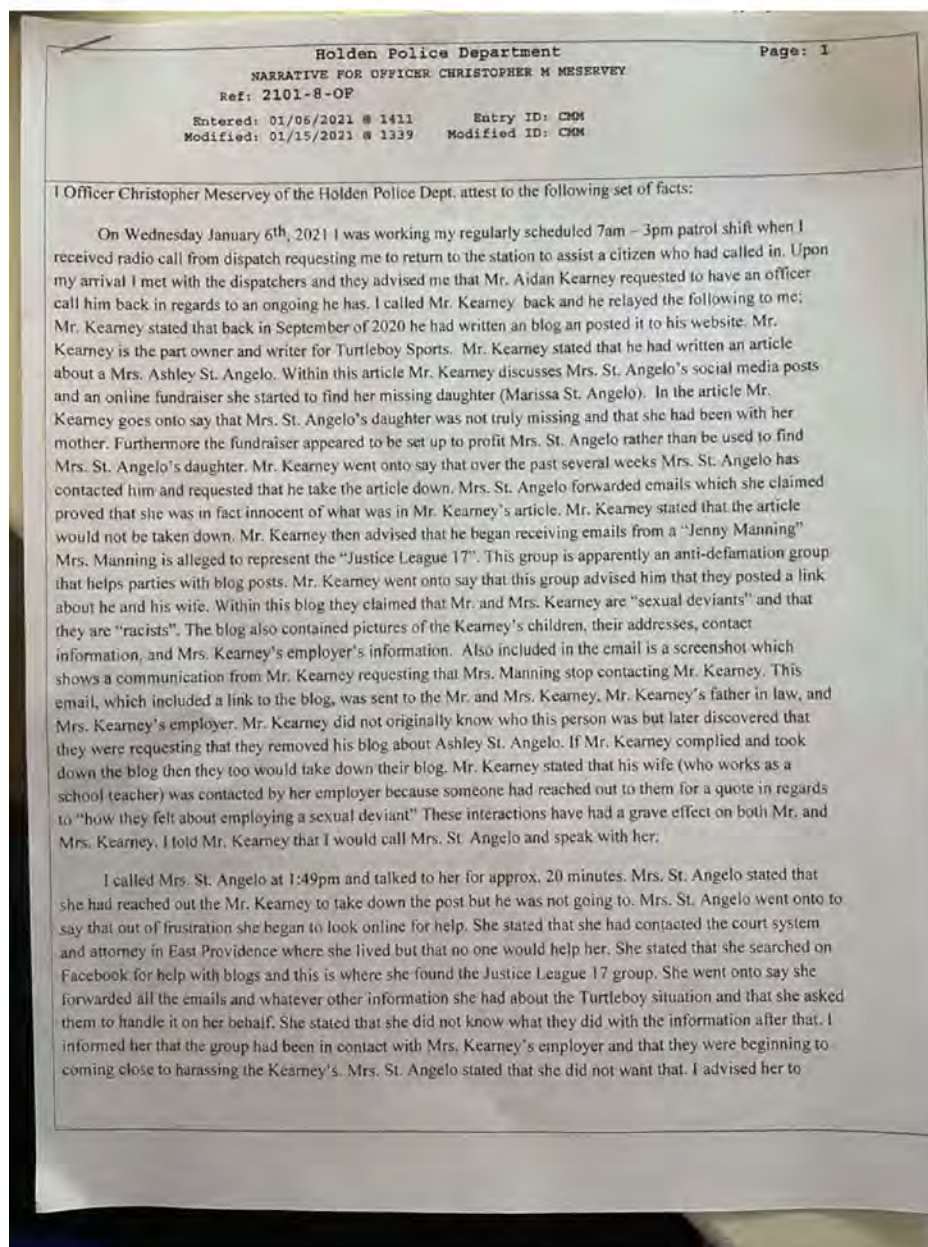 Holden Police Department Page: 1
NARRATIVE FOR OFFICER CHRISTOPHER M MESERVEY
Ref: 2101-8-OF
Entered: 01/06/2021 @ 1411 Entry ID: CMM
Modified: 01/15/2021 @ 1339 Modified ID: CMM
I Officer Christopher Meservey of the Holden Police Dept. attest to the following set of facts:
On Wednesday January 6th, 2021 I was working my regularly scheduled 7am – 3pm patrol shift when I
received radio call from dispatch requesting me to return to the station to assist a citizen who had called in. Upon
my arrival I met with the dispatchers and they advised me that Mr. Aidan Kearney requested to have an officer
call him back in regards to an ongoing he has. I called Mr. Kearney back and he relayed the following to me;
Mr. Kearney stated that back in September of 2020 he had written an blog an posted it to his website. Mr.
Kearney is the part owner and writer for Turtleboy Sports. Mr. Kearney stated that he had written an article
about a Mrs. Ashley St. Angelo. Within this article Mr. Kearney discusses Mrs. St. Angelo's social media posts
and an online fundraiser she started to find her missing daughter (Marissa St. Angelo). In the article Mr.
Kearney goes onto say that Mrs. St. Angelo's daughter was not truly missing and that she had been with her
mother. Furthermore the fundraiser appeared to be set up to profit Mrs. St. Angelo rather than be used to find
Mrs. St. Angelo's daughter. Mr. Kearney went onto say that over the past several weeks Mrs. St. Angelo has
contacted him and requested that he take the article down. Mrs. St. Angelo forwarded emails which she claimed
proved that she was in fact innocent of what was in Mr. Kearney's article. Mr. Kearney stated that the article
would not be taken down. Mr. Kearney then advised that he began receiving emails from a "Jenny Manning"
Mrs. Manning is alleged to represent the "Justice League 17". This group is apparently an anti-defamation group
that helps parties with blog posts. Mr. Kearney went onto say that this group advised him that they posted a link
about he and his wife. Within this blog they claimed that Mr. and Mrs. Kearney are "sexual deviants" and that
they are "racists". The blog also contained pictures of the Kearney's children, their addresses, contact
information, and Mrs. Kearney's employer's information. Also included in the email is a screenshot which
shows a communication from Mr. Kearney requesting that Mrs. Manning stop contacting Mr. Kearney. This
email, which included a link to the blog, was sent to the Mr. and Mrs. Kearney, Mr. Kearney's father in law, and
Mrs. Kearney's employer. Mr. Kearney did not originally know who this person was but later discovered that
they were requesting that they removed his blog about Ashley St. Angelo. If Mr. Kearney complied and took
down the blog then they too would take down their blog. Mr. Kearney stated that his wife (who works as a
school teacher) was contacted by her employer because someone had reached out to them for a quote in regards
to "how they felt about employing a sexual deviant" These interactions have had a grave effect on both Mr. and
Mrs. Kearney. I told Mr. Kearney that I would call Mrs. St. Angelo and speak with her.
I called Mrs. St. Angelo at 1:49pm and talked to her for approx. 20 minutes. Mrs. St. Angelo stated that
she had reached out the Mr. Kearney to take down the post but he was not going to. Mrs. St. Angelo went onto to
say that out of frustration she began to look online for help. She stated that she had contacted the court system
and attorney in East Providence where she lived but that no one would help her. She stated that she searched on
Facebook for help with blogs and this is where she found the Justice League 17 group. She went onto say she
forwarded all the emails and whatever other information she had about the Turtleboy situation and that she asked
them to handle it on her behalf. She stated that she did not know what they did with the information after that. I
informed her that the group had been in contact with Mrs. Kearney's employer and that they were beginning to
coming close to harassing the Kearney's. Mrs. St. Angelo stated that she did not want that. I advised her to